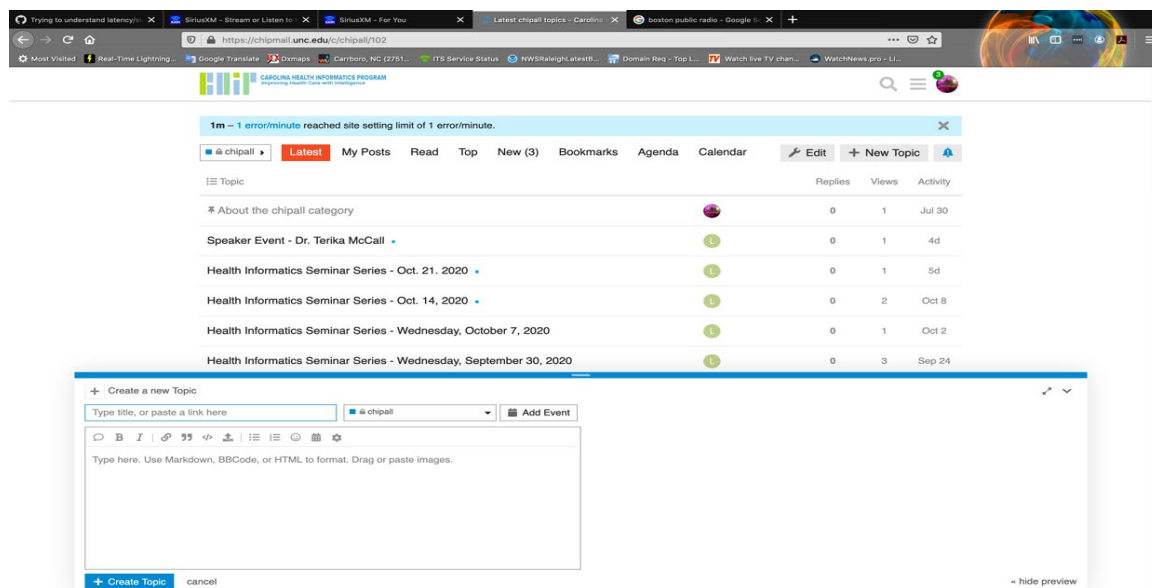 Trying to understand latency/er SiriusXM - Stream or Listen to SiriusXM - For You Latest chipall topics - Carolina boston public radio - Google Se
https://chipmail.unc.edu/c/chipall/102
Most Visited Real-Time Lightning... Google Translate Dxmaps Carrboro, NC (2751... ITS Service Status NWSRaleighLatestB... Domain Req - Top L... Watch live TV chan... WatchNews.pro - Li...
CAROLINA HEALTH INFORMATICS PROGRAM
Improving Health Care with Intelligence
3
1m – 1 error/minute reached site setting limit of 1 error/minute.
chipall Latest My Posts Read Top New (3) Bookmarks Agenda Calendar Edit + New Topic
Topic Replies Views Activity
About the chipall category 0 1 Jul 30
Speaker Event - Dr. Terika McCall L 0 1 4d
Health Informatics Seminar Series - Oct. 21. 2020 L 0 1 5d
Health Informatics Seminar Series - Oct. 14, 2020 L 0 2 Oct 8
Health Informatics Seminar Series - Wednesday, October 7, 2020 L 0 1 Oct 2
Health Informatics Seminar Series - Wednesday, September 30, 2020 L 0 3 Sep 24
+ Create a new Topic
Type title, or paste a link here chipall Add Event
B I
Type here. Use Markdown, BBCode, or HTML to format. Drag or paste images.
+ Create Topic cancel « hide preview